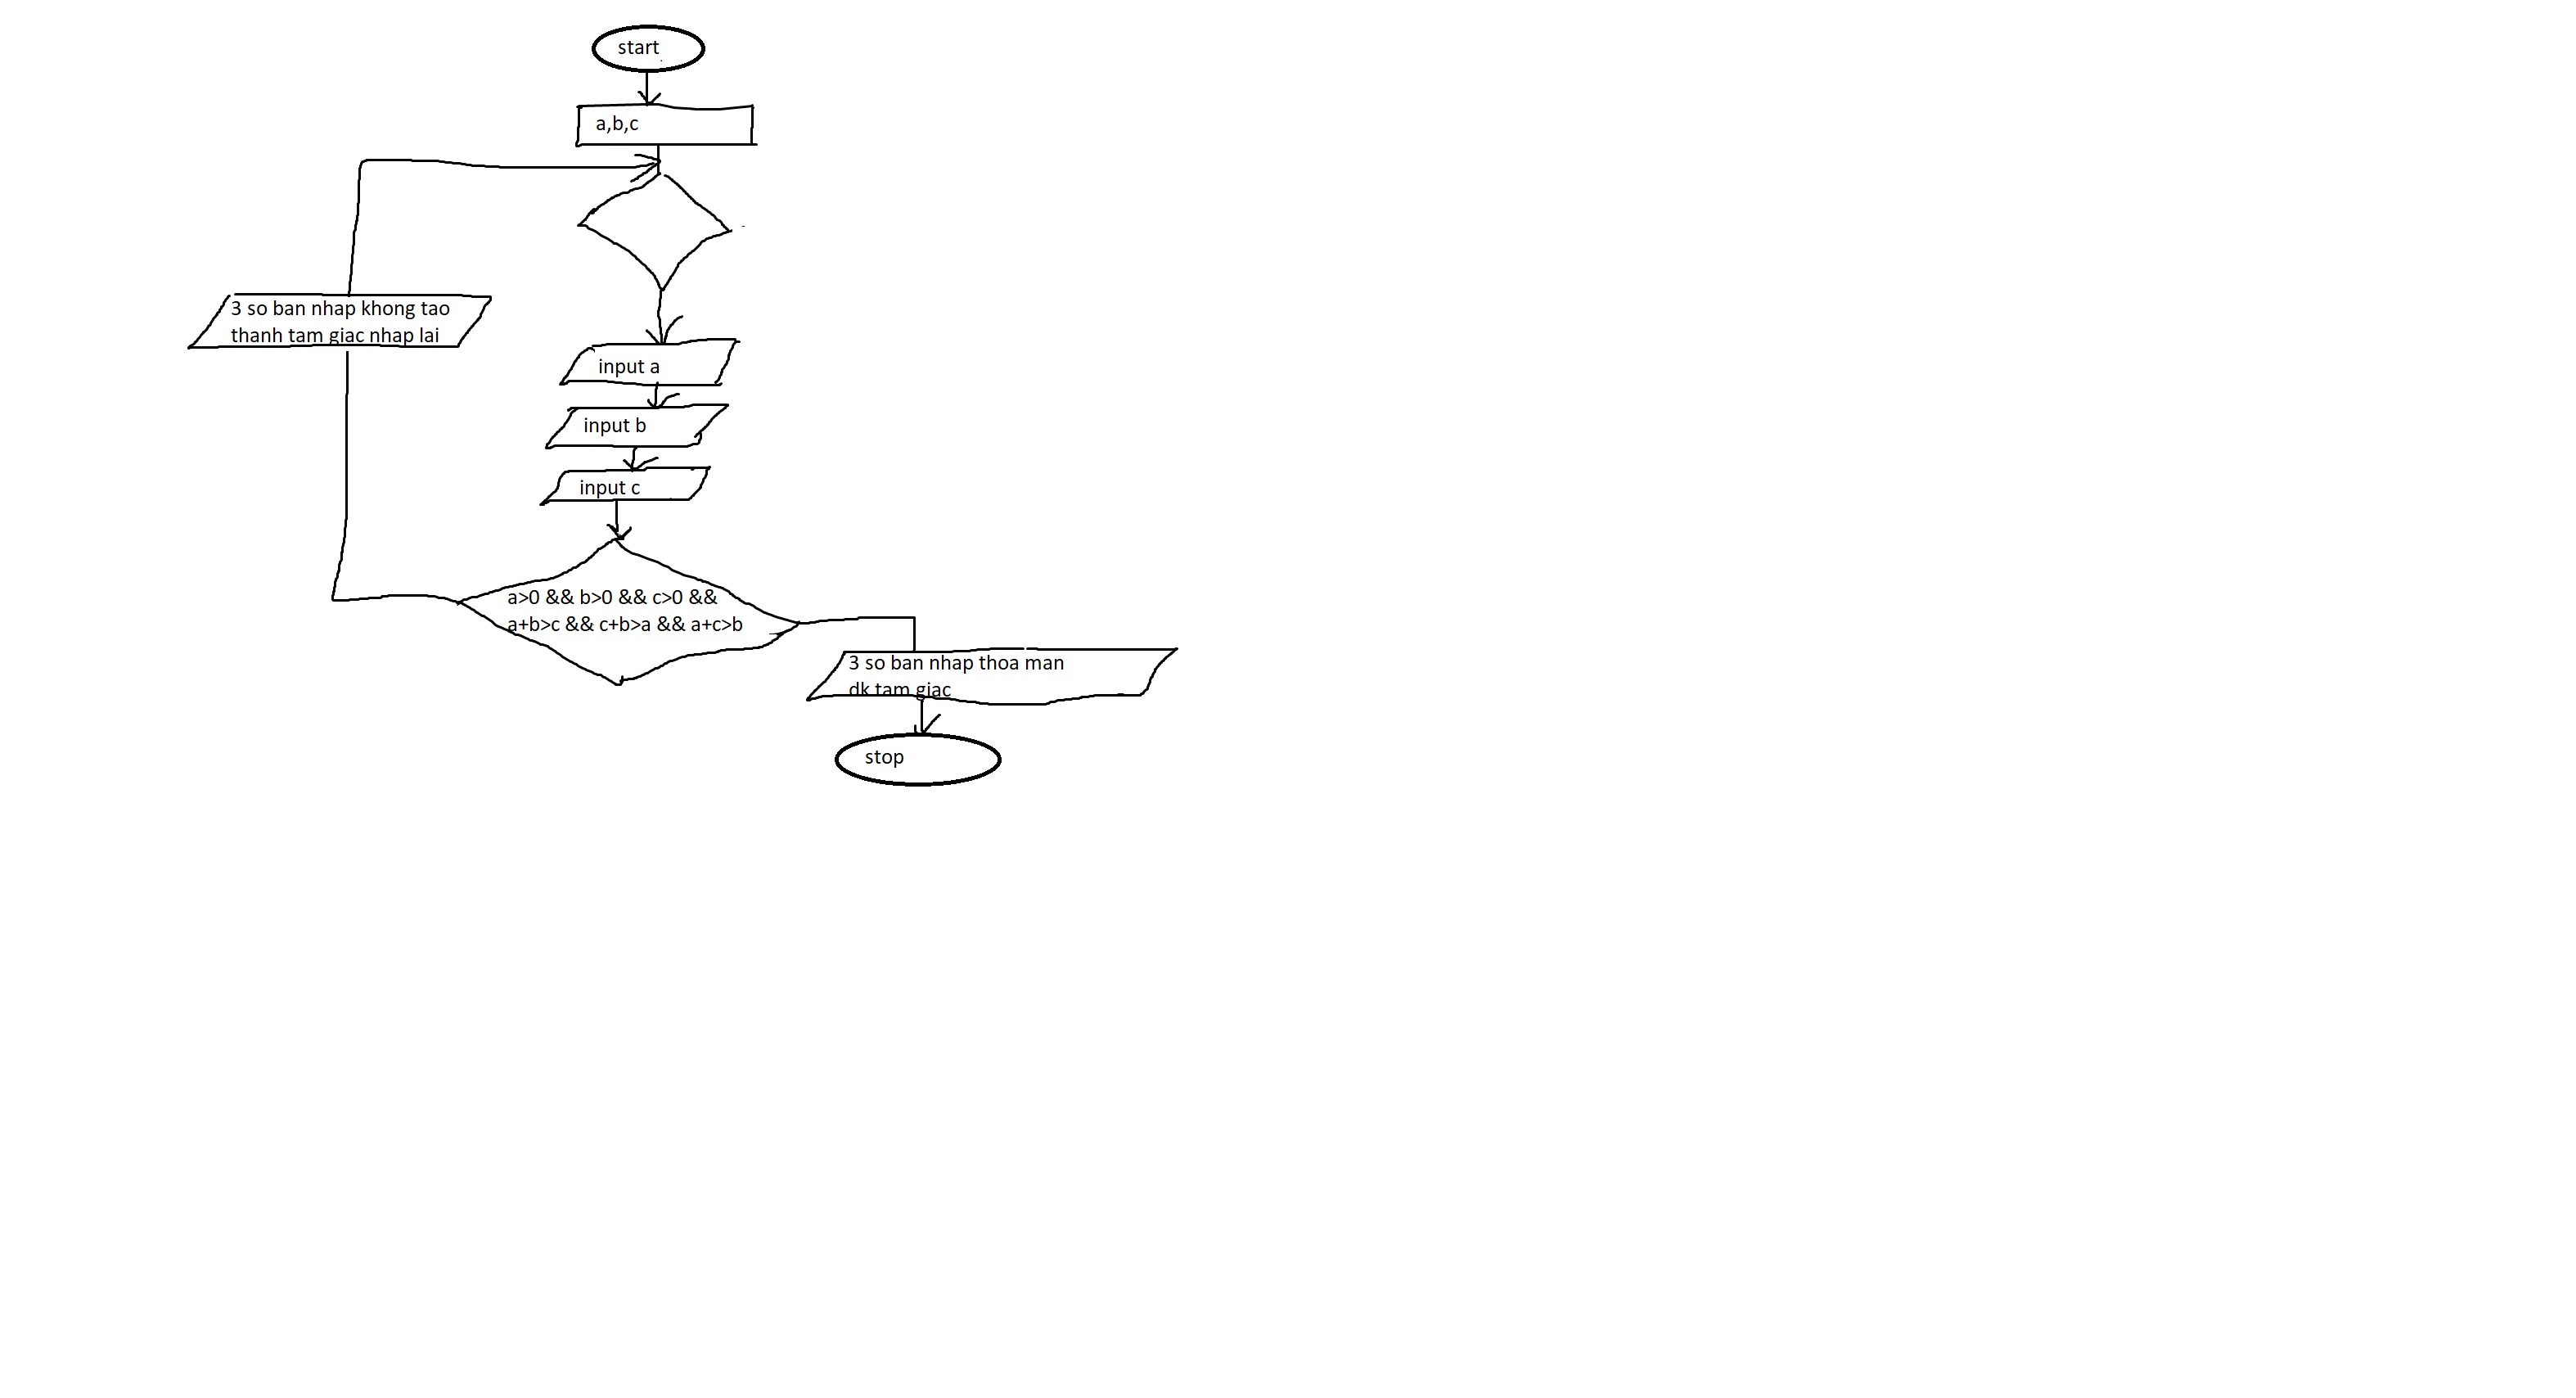 start
a,b,c
3 so ban nhap khong tao
thanh tam giac nhap lai
input a
input b
input c
a>0 && b>0 && c>0 &&
a+b>c && c+b>a && a+c>b
3 so ban nhap thoa man
dk tam giac
stop